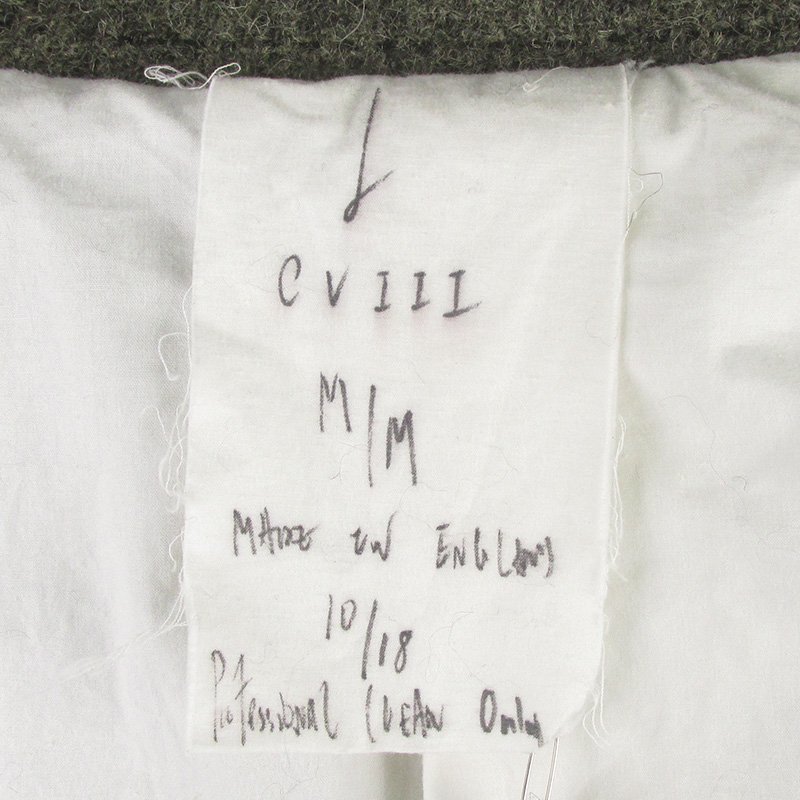 CVIII
M/M
MADE IN ENGLAND
10/18
Professional CLEAN Only